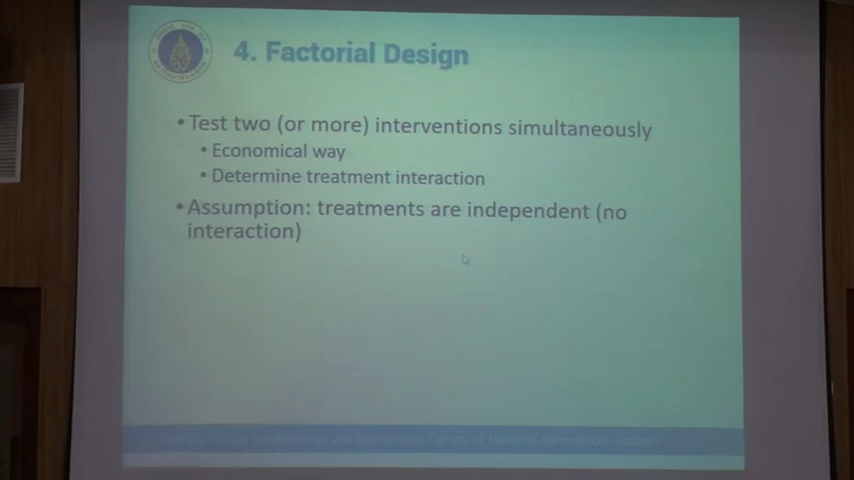 4. Factorial Design
•Test two (or more) interventions simultaneously
•Economical way
•Determine treatment interaction
•Assumption: treatments are independent (no
interaction)